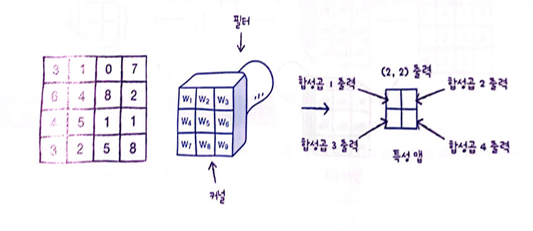 필터
3 1 0 7
6 4 8 2
4 5 1 1
3 2 5 8
W₁ W₂ W₃
W₄ W₅ W₆
W₇ W₈ W₉
...
커널
(2, 2) 출력
합성곱 1 출력
합성곱 2 출력
합성곱 3 출력
합성곱 4 출력
특성 맵